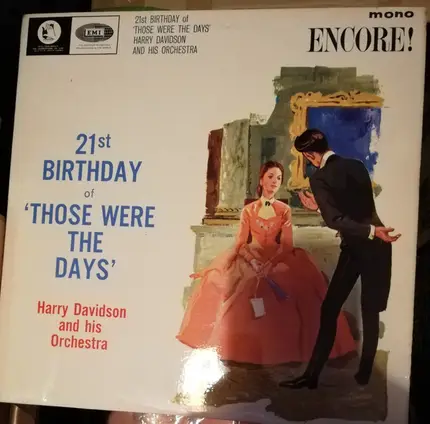 EMI
21st BIRTHDAY of
'THOSE WERE THE DAYS'
HARRY DAVIDSON
AND HIS ORCHESTRA
mono
ENCORE!
21st
BIRTHDAY
of
'THOSE WERE
THE
DAYS'
Harry Davidson
and his
Orchestra